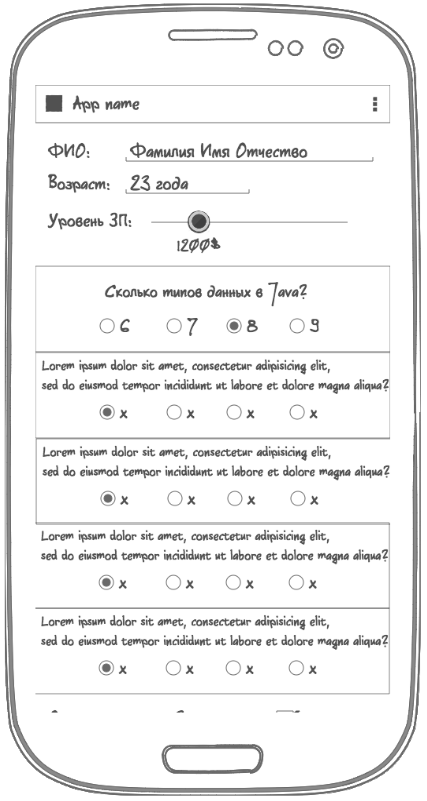 App name
ФИО: Фамилия Имя Отчество
Возраст: 23 года
Уровень ЗП:
1200$
Сколько типов данных в Java?
6 7 8 9
Lorem ipsum dolor sit amet, consectetur adipisicing elit,
sed do eiusmod tempor incididunt ut labore et dolore magna aliqua?
x x x x
Lorem ipsum dolor sit amet, consectetur adipisicing elit,
sed do eiusmod tempor incididunt ut labore et dolore magna aliqua?
x x x x
Lorem ipsum dolor sit amet, consectetur adipisicing elit,
sed do eiusmod tempor incididunt ut labore et dolore magna aliqua?
x x x x
Lorem ipsum dolor sit amet, consectetur adipisicing elit,
sed do eiusmod tempor incididunt ut labore et dolore magna aliqua?
x x x x